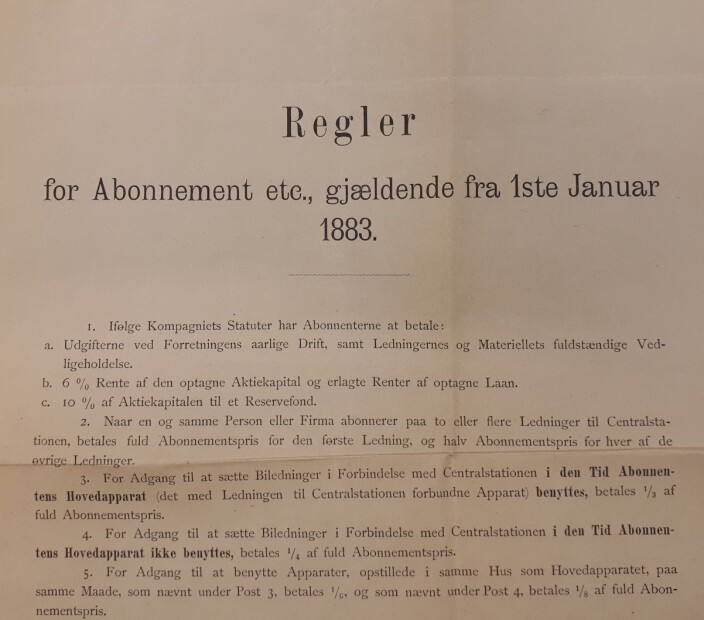 Regler
for Abonnement etc., gjældende fra 1ste Januar
1883.
1. Ifølge Kompagniets Statuter har Abonnenterne at betale:
a. Udgifterne ved Forretningens aarlige Drift, samt Ledningernes og Materiellets fuldstændige Ved-
ligeholdelse.
b. 6 % Rente af den optagne Aktiekapital og erlagte Renter af optagne Laan.
c. 10 % af Aktiekapitalen til et Reservefond.
2. Naar en og samme Person eller Firma abonnerer paa to eller flere Ledninger til Centralsta-
tionen, betales fuld Abonnementspris for den første Ledning, og halv Abonnementspris for hver af de
øvrige Ledninger.
3. For Adgang til at sætte Biledninger i Forbindelse med Centralstationen i den Tid Abonnen-
tens Hovedapparat (det med Ledningen til Centralstationen forbundne Apparat) benyttes, betales 1/3 af
fuld Abonnementspris.
4. For Adgang til at sætte Biledninger i Forbindelse med Centralstationen i den Tid Abonnen-
tens Hovedapparat ikke benyttes, betales 1/4 af fuld Abonnementspris.
5. For Adgang til at benytte Apparater, opstillede i samme Hus som Hovedapparatet, paa
samme Maade, som nævnt under Post 3, betales 1/6, og som nævnt under Post 4, betales 1/8 af fuld Abon-
nementspris.